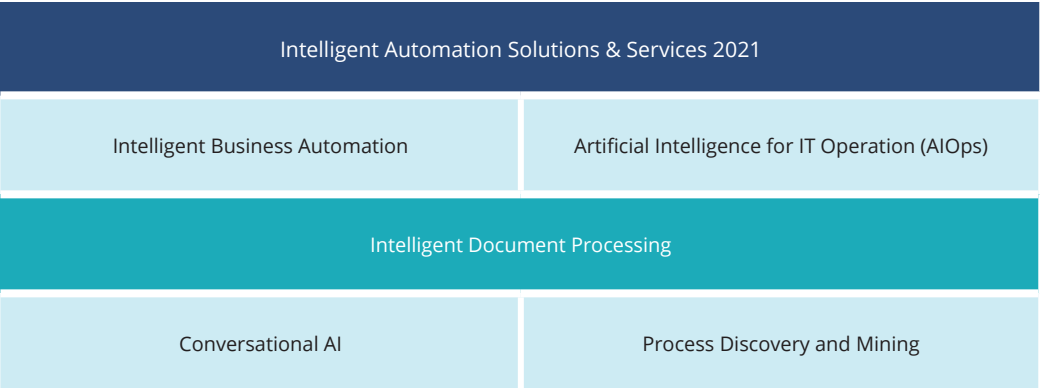 Intelligent Automation Solutions & Services 2021
Intelligent Business Automation
Artificial Intelligence for IT Operation (AIOps)
Intelligent Document Processing
Conversational AI
Process Discovery and Mining